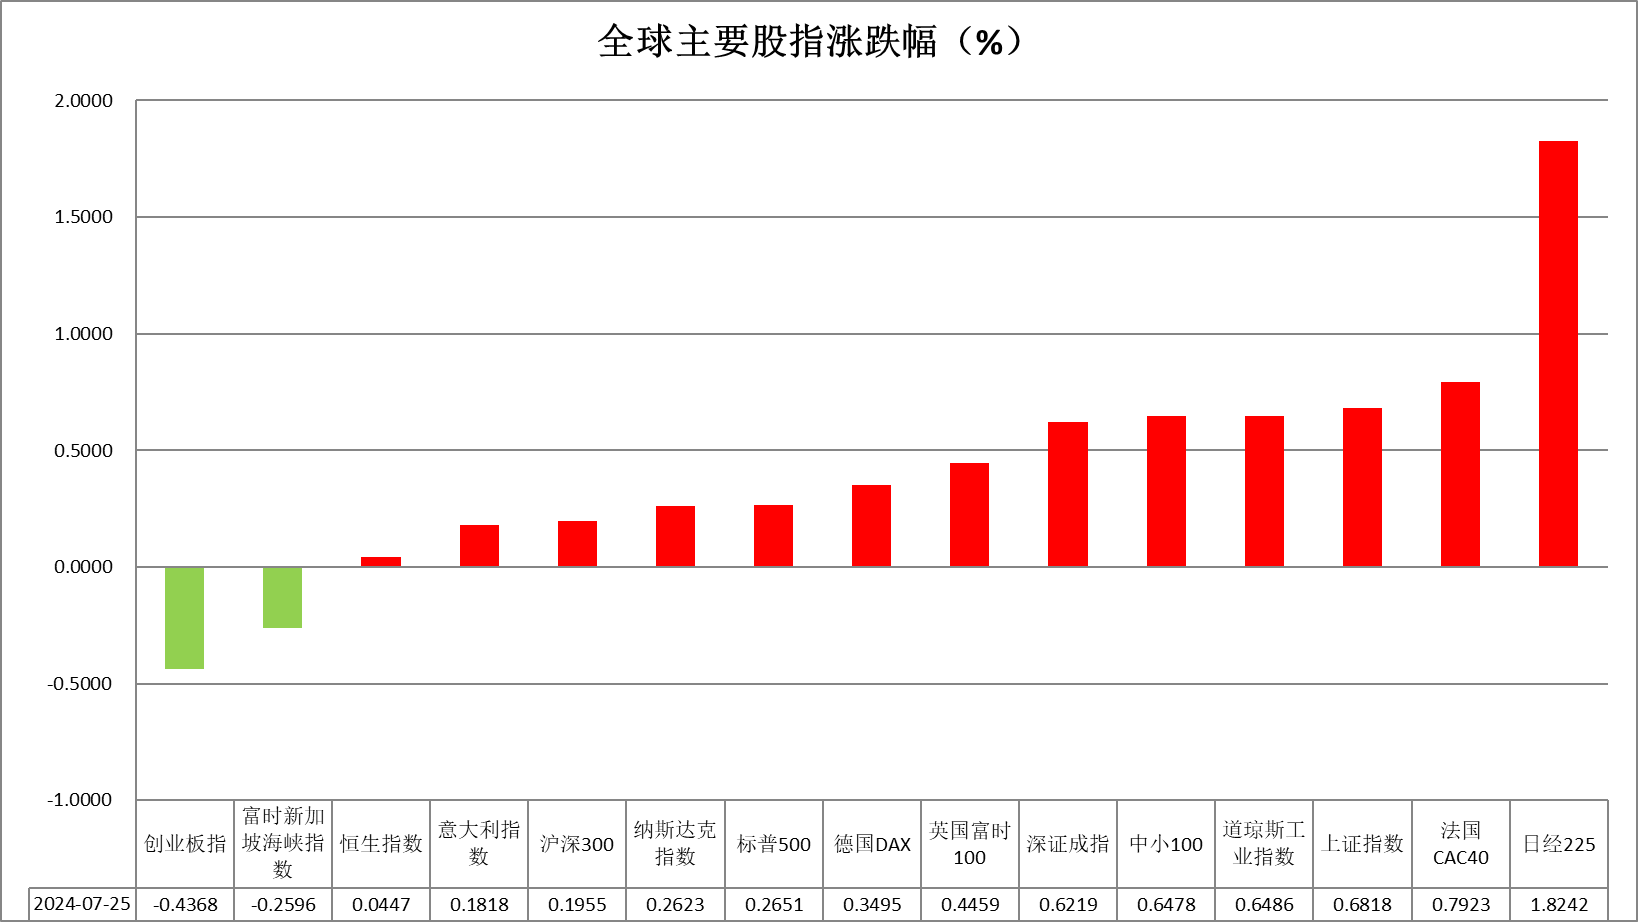 全球主要股指涨跌幅（%）
2.0000
1.5000
1.0000
0.5000
0.0000
-0.5000
-1.0000
创业板指
富时新加
坡海峡指
数
恒生指数
意大利指
数
沪深300
纳斯达克
指数
标普500
德国DAX
英国富时
100
深证成指
中小100
道琼斯工
业指数
上证指数
法国
CAC40
日经225
2024-07-25 -0.4368 -0.2596 0.0447 0.1818 0.1955 0.2623 0.2651 0.3495 0.4459 0.6219 0.6478 0.6486 0.6818 0.7923 1.8242